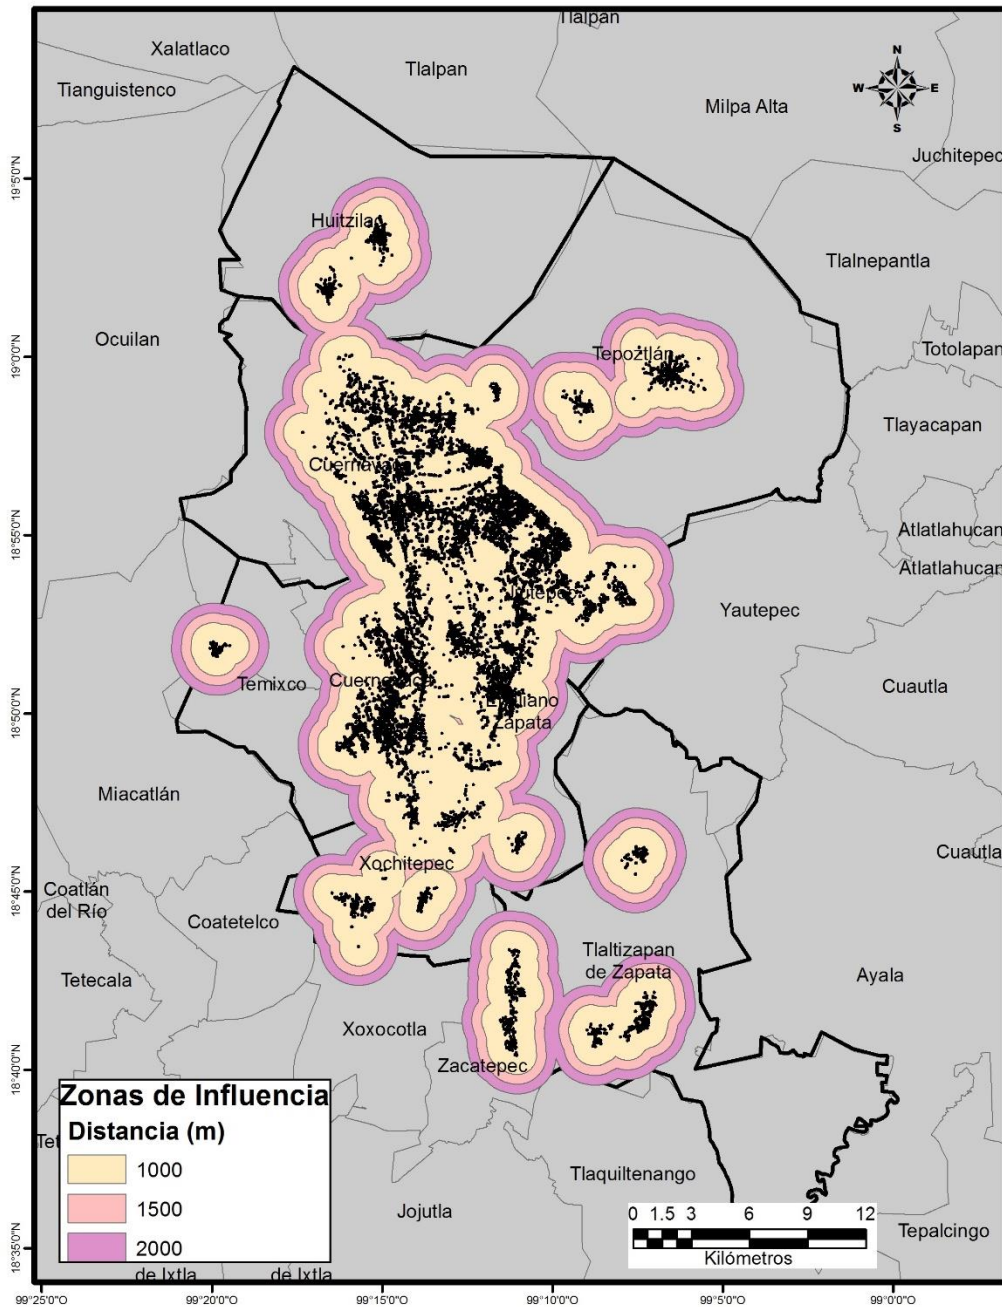 Tlalpan
Xalatlaco
Tlalpan
N
Tianguistenco
W
E
Milpa Alta
S
Juchitepec
19°5'0"N
Huitzilac
Tlalnepantla
Ocuilan
19°0'0"N
Tepoztlán
Totolapan
Tlayacapan
Cuernavaca
18°55'0"N
Atlatlahucan
Atlatlahucan
Jiutepec
Yautepec
Temixco
Cuernavaca
Cuautla
Emiliano
Zapata
18°50'0"N
Miacatlán
Cuautla
Xochitepec
18°45'0"N
Coatlán
del Río
Coatetelco
Tlaltizapan
de Zapata
Tetecala
Ayala
Xoxocotla
Zacatepec
18°40'0"N
Zonas de Influencia
Distancia (m)
1000
1500
2000
Tlaquiltenango
Jojutla
0 1.5 3 6 9 12
Kilómetros
Tepalcingo
18°35'0"N
de Ixtla
de Ixtla
99°25'0"O 99°20'0"O 99°15'0"O 99°10'0"O 99°5'0"O 99°0'0"O